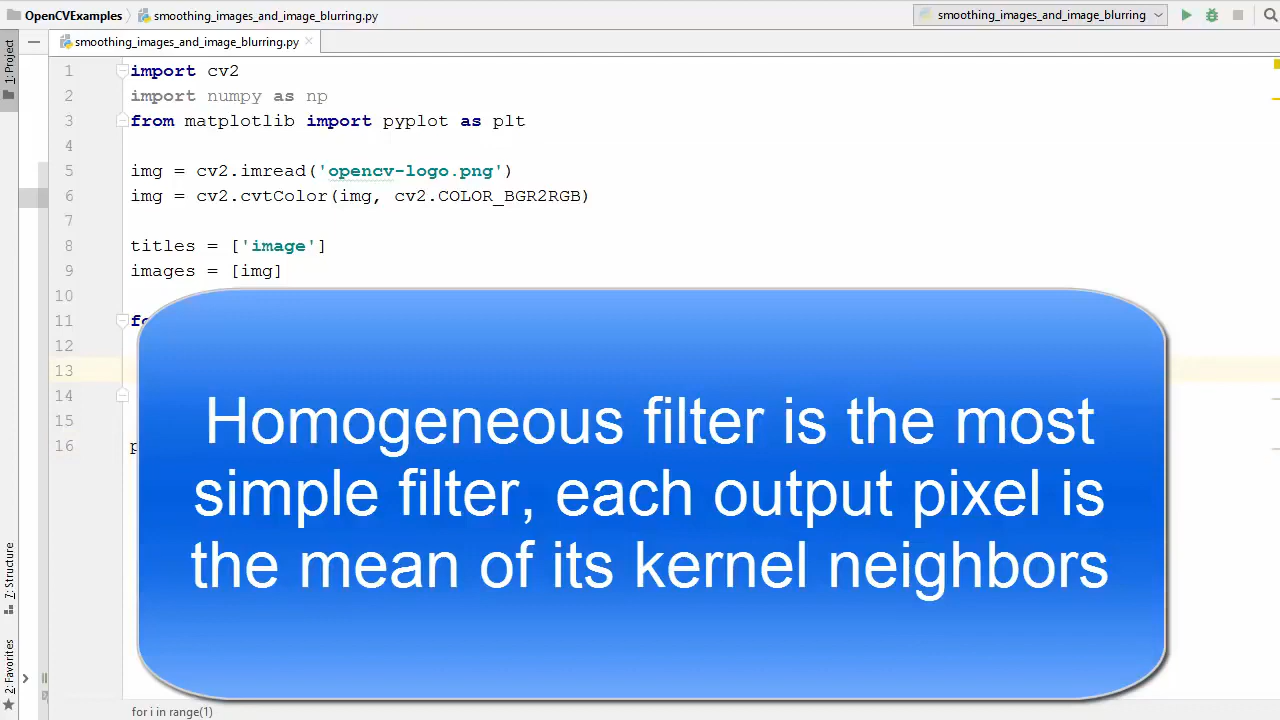 OpenCVExamples smoothing_images_and_image_blurring.py smoothing_images_and_image_blurring
smoothing_images_and_image_blurring.py
1: Project
1 import cv2
2 import numpy as np
3 from matplotlib import pyplot as plt
4
5 img = cv2.imread('opencv-logo.png')
6 img = cv2.cvtColor(img, cv2.COLOR_BGR2RGB)
7
8 titles = ['image']
9 images = [img]
10
11
12
13
14
15
16
Homogeneous filter is the most
simple filter, each output pixel is
the mean of its kernel neighbors
7: Structure
2: Favorites
for i in range(1)